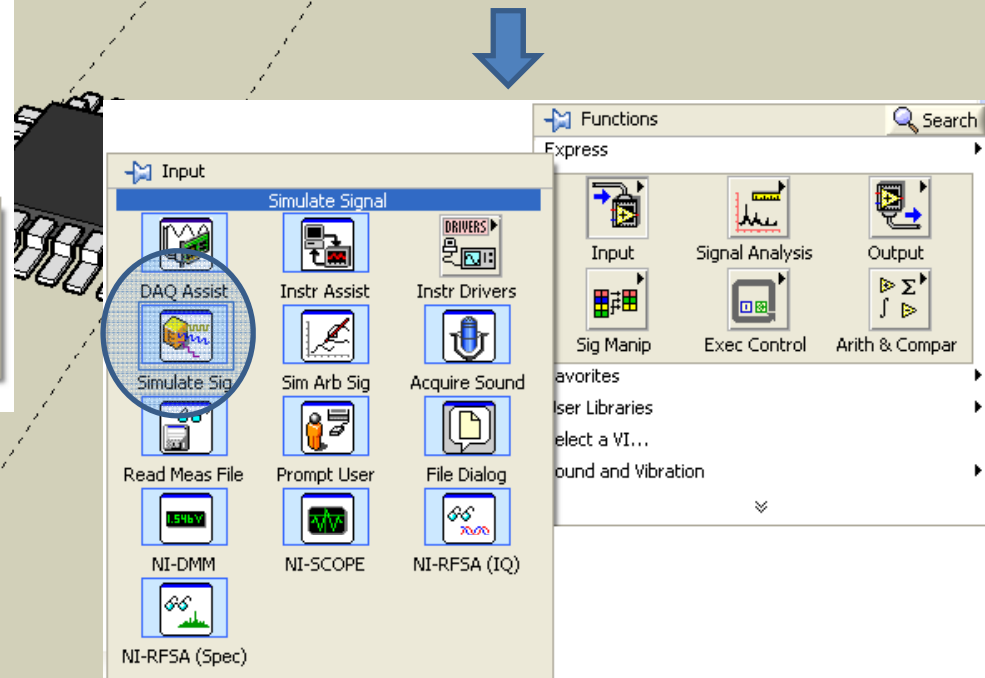 Functions
Search
Express
Input
Signal Analysis
Output
Sig Manip
Exec Control
Arith & Compar
avorites
ser Libraries
elect a VI...
ound and Vibration
Input
Simulate Signal
DRIVERS
DAQ Assist
Instr Assist
Instr Drivers
Simulate Sig
Sim Arb Sig
Acquire Sound
Read Meas File
Prompt User
File Dialog
1.546V
NI-DMM
NI-SCOPE
NI-RFSA (IQ)
NI-RFSA (Spec)